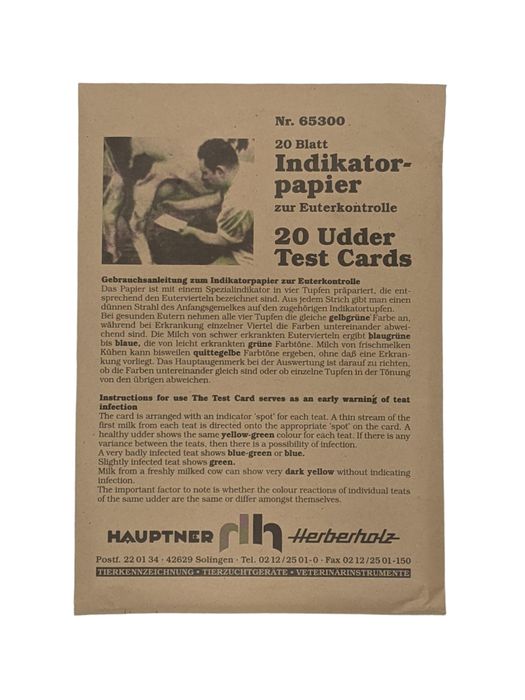 Nr. 65300
20 Blatt
Indikator-
papier
zur Euterkontrolle
20 Udder
Test Cards
Gebrauchsanleitung zum Indikatorpapier zur Euterkontrolle
Das Papier ist mit einem Spezialindikator in vier Tupfen präpariert, die ent-
sprechend den Eutervierteln bezeichnet sind. Aus jedem Strich gibt man einen
dünnen Strahl des Anfangsgemelkes auf den zugehörigen Indikatortupfen.
Bei gesunden Eutern nehmen alle vier Tupfen die gleiche gelbgrüne Farbe an,
während bei Erkrankung einzelner Viertel die Farben untereinander abwei-
chend sind. Die Milch von schwer erkrankten Eutervierteln ergibt blaugrüne
bis blaue, die von leicht erkrankten grüne Farbtöne. Milch von frischmelken
Kühen kann bisweilen quittegelbe Farbtöne ergeben, ohne daß eine Erkran-
kung vorliegt. Das Hauptaugenmerk bei der Auswertung ist darauf zu richten,
ob die Farben untereinander gleich sind oder ob einzelne Tupfen in der Tönung
von den übrigen abweichen.
Instructions for use The Test Card serves as an early warning of teat
infection
The card is arranged with an indicator 'spot' for each teat. A thin stream of the
first milk from each teat is directed onto the appropriate 'spot' on the card. A
healthy udder shows the same yellow-green colour for each teat. If there is any
variance between the teats, then there is a possibility of infection.
A very badly infected teat shows blue-green or blue.
Slightly infected teat shows green.
Milk from a freshly milked cow can show very dark yellow without indicating
infection.
The important factor to note is whether the colour reactions of individual teats
of the same udder are the same or differ amongst themselves.
HAUPTNER dh Herberholz
Postf. 22 01 34 · 42629 Solingen · Tel. 02 12/25 01-0 · Fax 02 12/25 01-150
TIERKENNZEICHNUNG • TIERZUCHTGERÄTE • VETERINÄRINSTRUMENTE